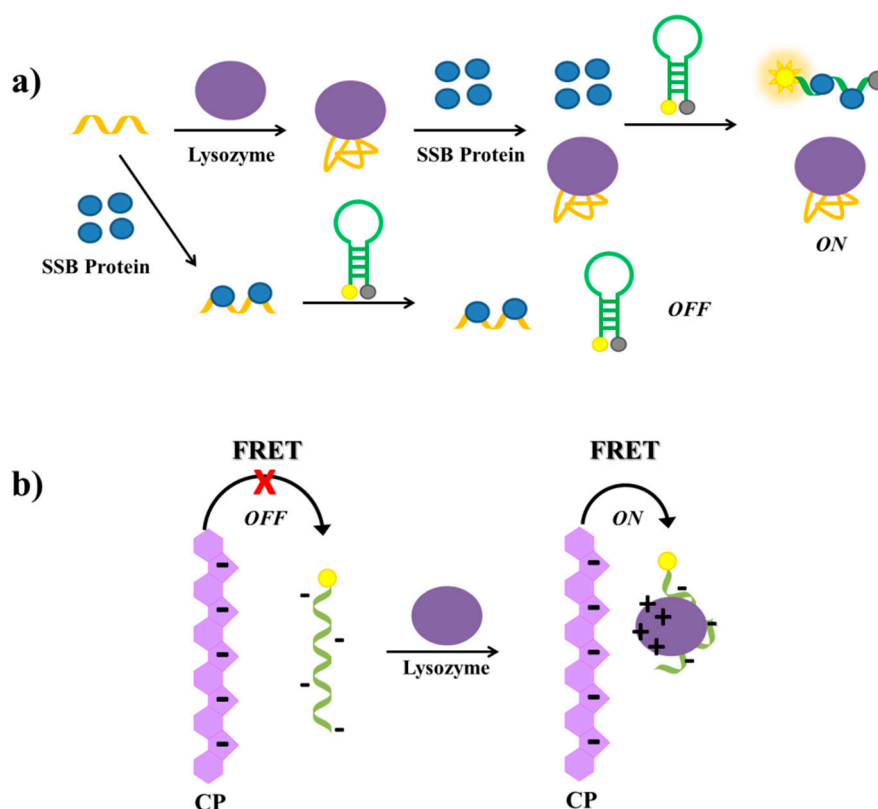 a)
Lysozyme
SSB Protein
ON
SSB Protein
OFF
b)
FRET
X
OFF
FRET
ON
- - - - -
- - - -
Lysozyme
- - - - -
+ + + +
- - -
CP
CP